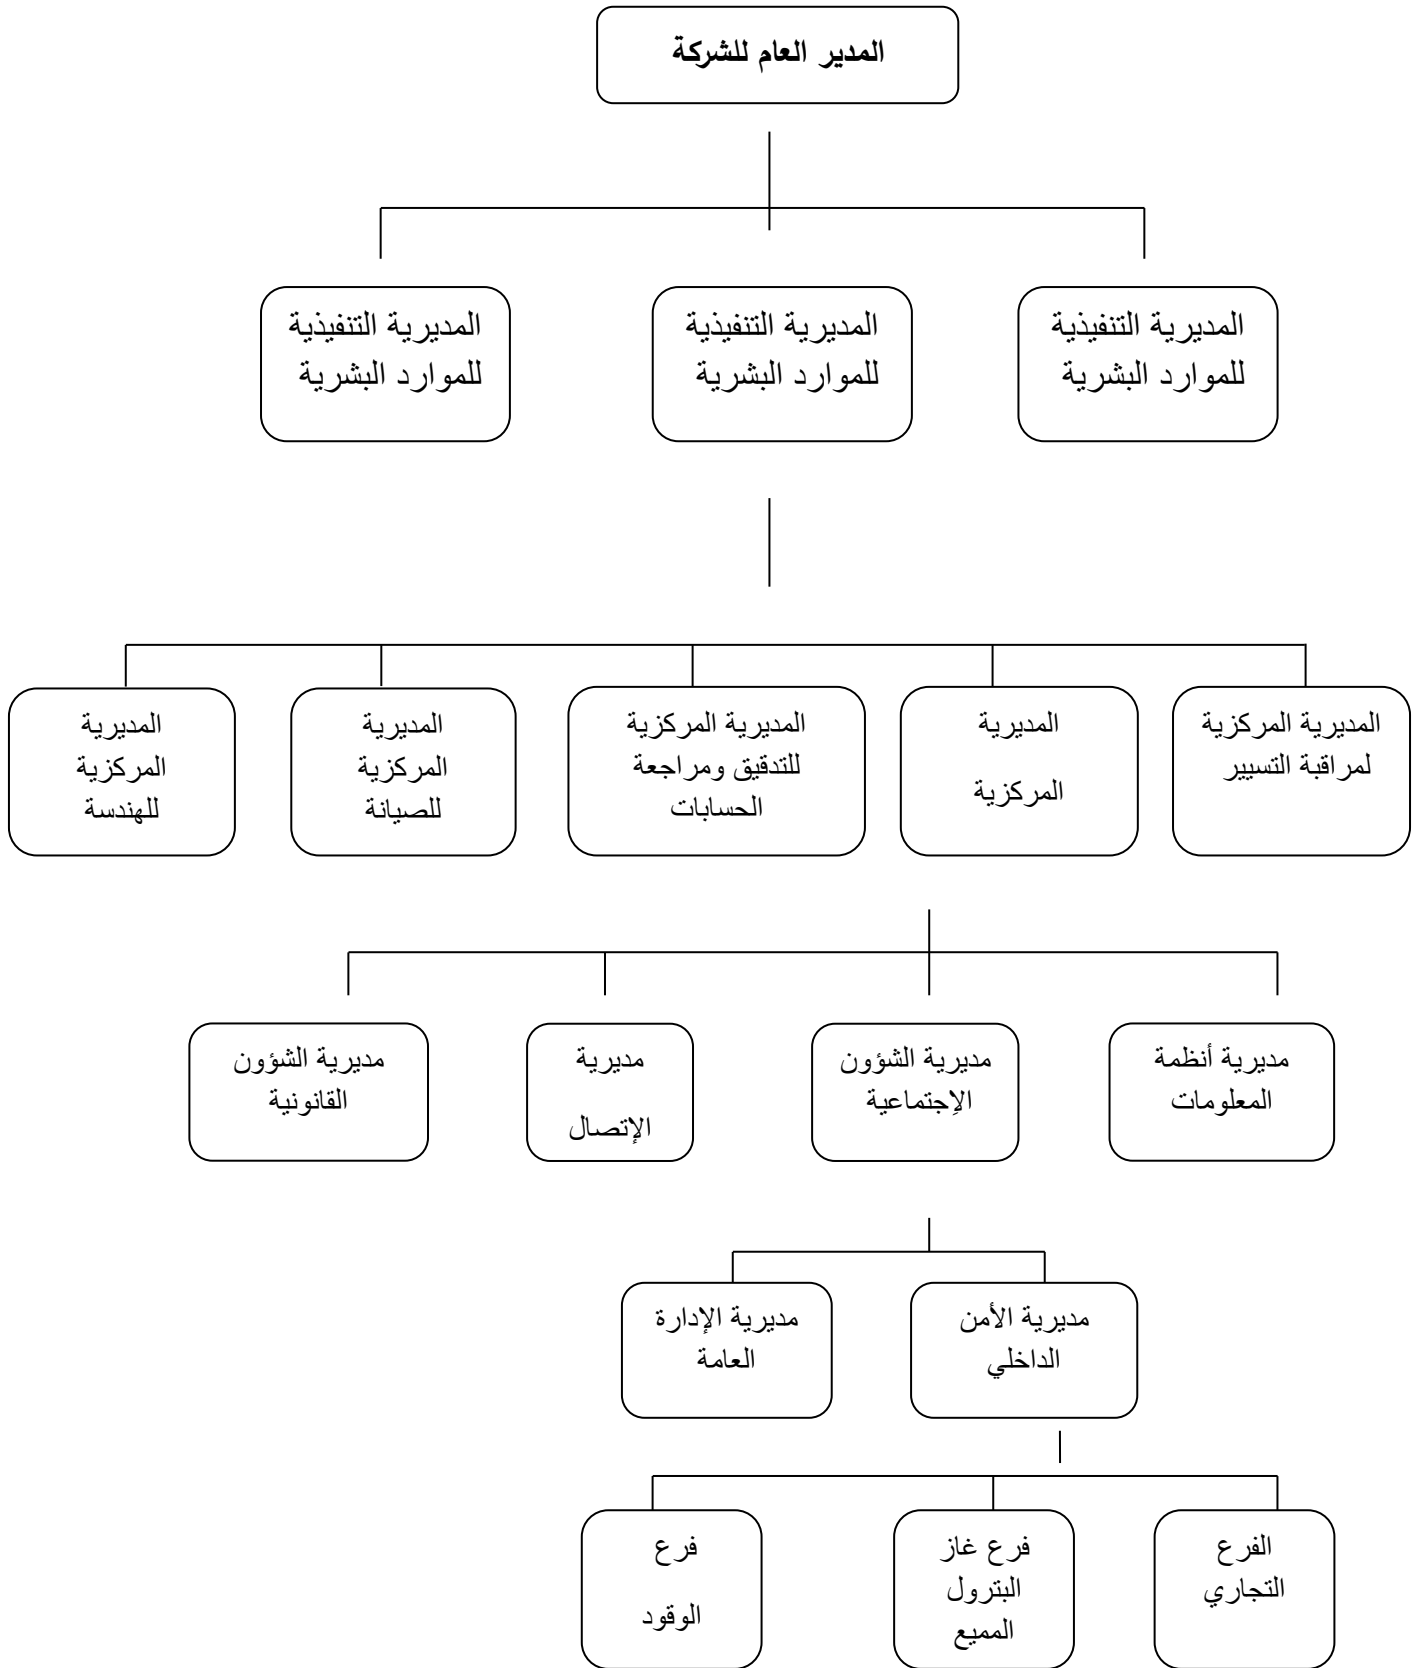 المدير العام للشركة
المديرية التنفيذية
للموارد البشرية
المديرية التنفيذية
للموارد البشرية
المديرية التنفيذية
للموارد البشرية
المديرية المركزية
لمراقبة التسيير
المديرية
المركزية
المديرية المركزية
للتدقيق ومراجعة
الحسابات
المديرية
المركزية
للصيانة
المديرية
المركزية
للهندسة
مديرية أنظمة
المعلومات
مديرية الشؤون
الإجتماعية
مديرية
الإتصال
مديرية الشؤون
القانونية
مديرية الأمن
الداخلي
مديرية الإدارة
العامة
الفرع
التجاري
فرع غاز
البترول
المميع
فرع
الوقود